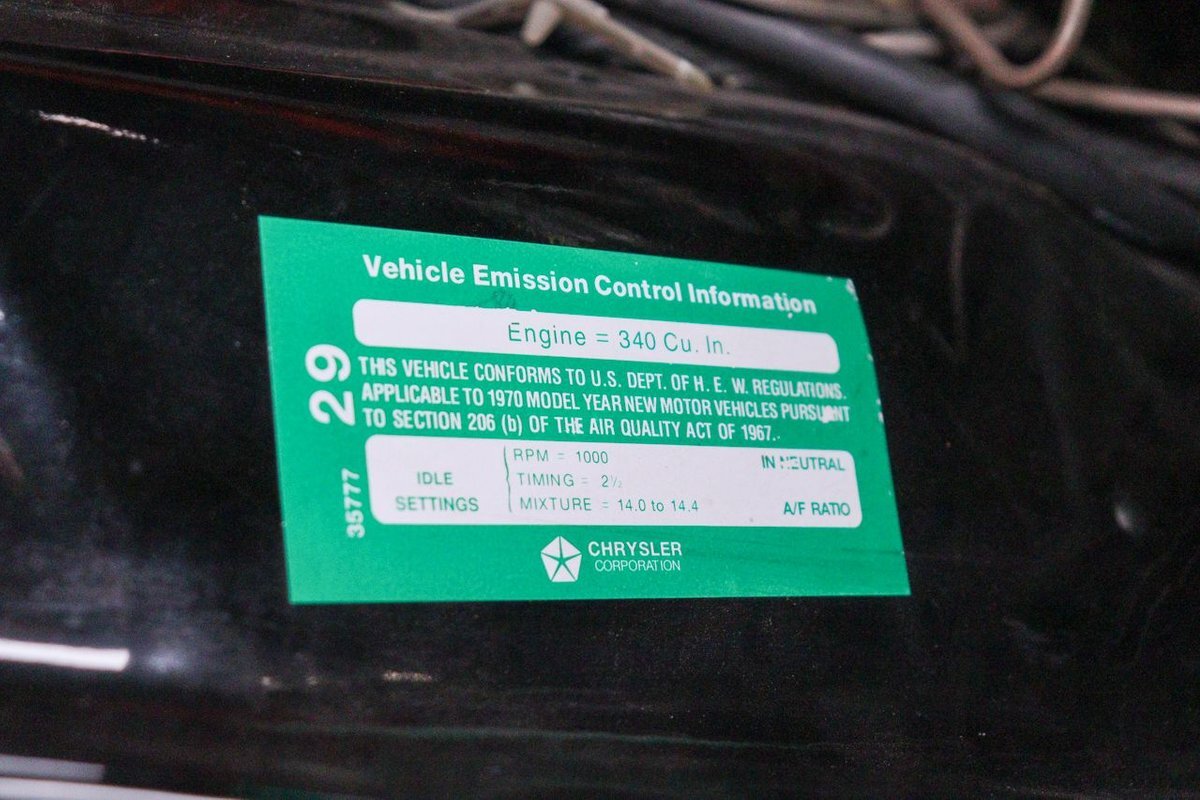 Vehicle Emission Control Information
Engine = 340 Cu. In.
29
THIS VEHICLE CONFORMS TO U.S. DEPT. OF H. E. W. REGULATIONS.
APPLICABLE TO 1970 MODEL YEAR NEW MOTOR VEHICLES PURSUANT
TO SECTION 206 (b) OF THE AIR QUALITY ACT OF 1967.
35777
IDLE
SETTINGS
RPM = 1000 IN NEUTRAL
TIMING = 2½
MIXTURE = 14.0 to 14.4 A/F RATIO
CHRYSLER
CORPORATION